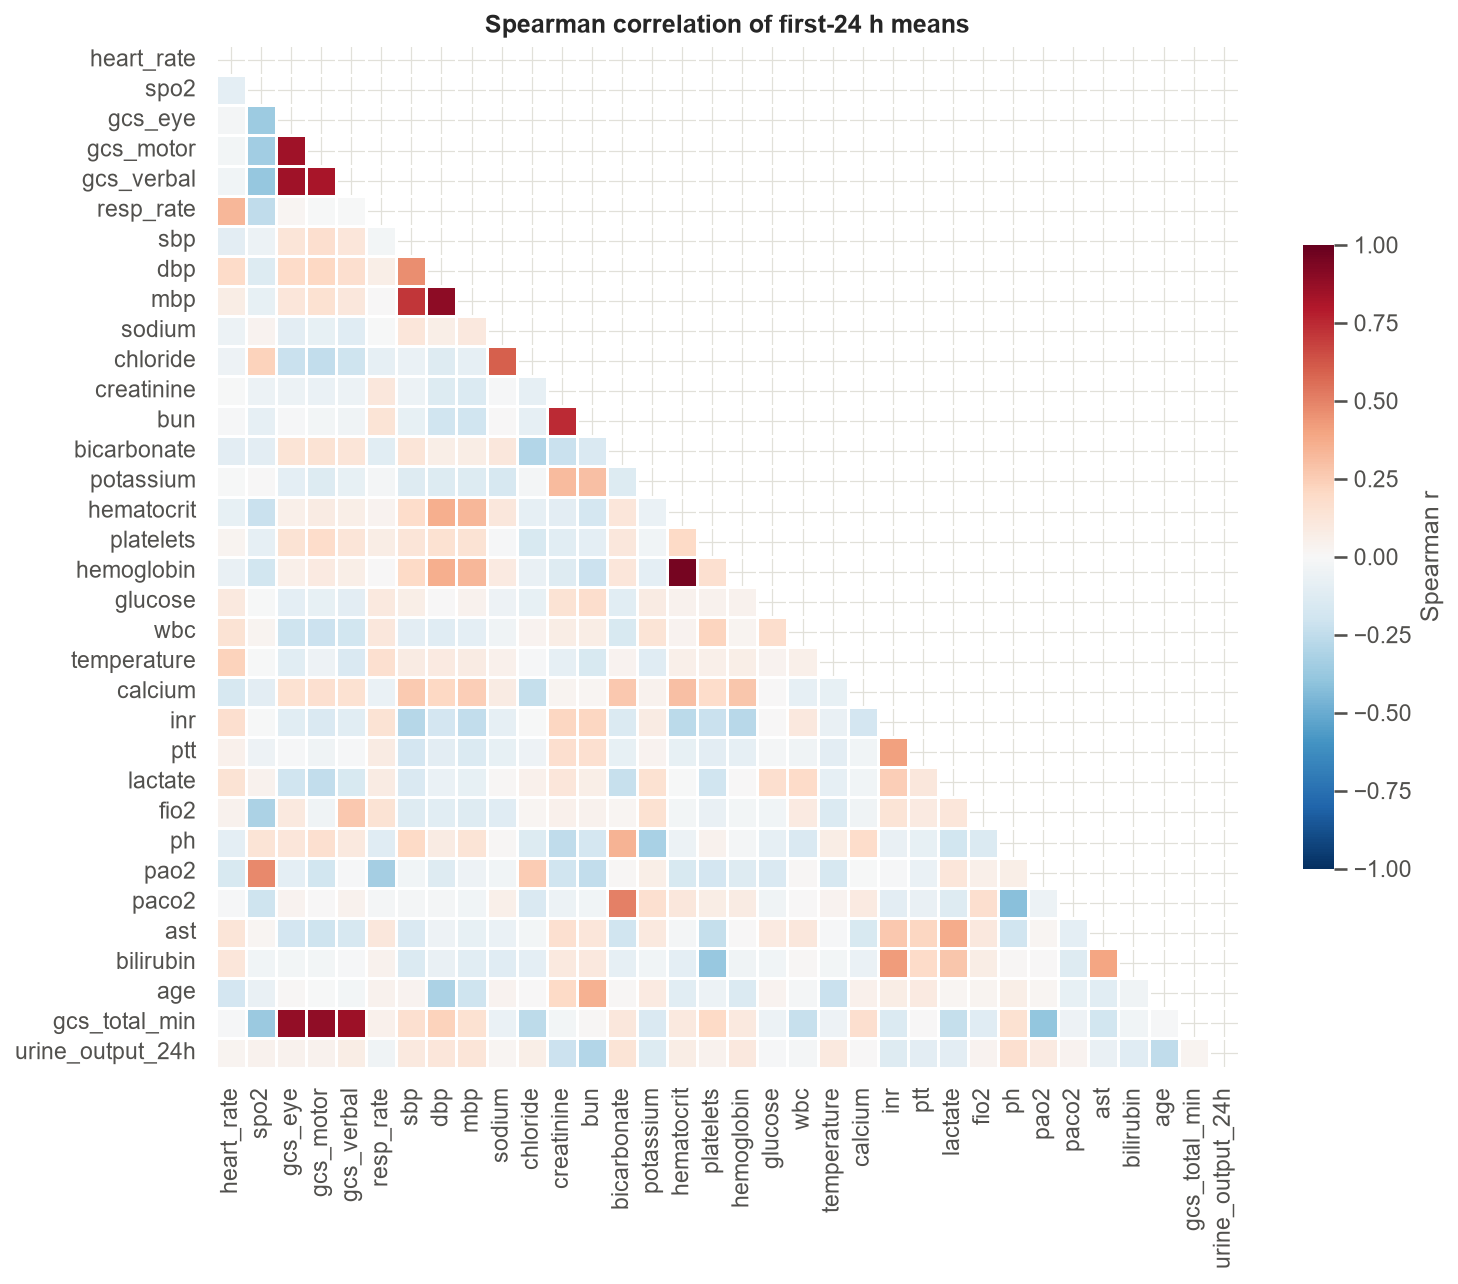 Spearman correlation of first-24 h means
heart_rate
spo2
gcs_eye
gcs_motor
gcs_verbal
resp_rate
sbp
dbp
mbp
sodium
chloride
creatinine
bun
bicarbonate
potassium
hematocrit
platelets
hemoglobin
glucose
wbc
temperature
calcium
inr
ptt
lactate
fio2
ph
pao2
paco2
ast
bilirubin
age
gcs_total_min
urine_output_24h
heart_rate
spo2
gcs_eye
gcs_motor
gcs_verbal
resp_rate
sbp
dbp
mbp
sodium
chloride
creatinine
bun
bicarbonate
potassium
hematocrit
platelets
hemoglobin
glucose
wbc
temperature
calcium
inr
ptt
lactate
fio2
ph
pao2
paco2
ast
bilirubin
age
gcs_total_min
urine_output_24h
1.00
0.75
0.50
0.25
0.00
−0.25
−0.50
−0.75
−1.00
Spearman r